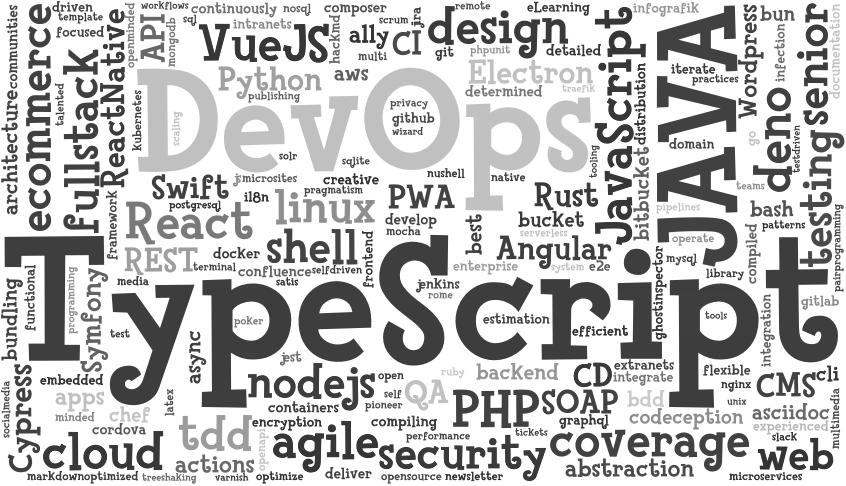 driven
workflows
continuously
nosql
composer
jra
remote
eLearning
infografik
template
sql
intranets
scrum
openminded
focused
API
mongodb
VueJS
hackmd
ally
CI
design
git
phpunit
detailed
multi
JavaScript
distribution
JAVA
iterate
practices
Wordpress
bun
infection
senior
documentation
communities
architecture
ecommerce
talented
fullstack
ReactNative
kubernetes
scaling
DevOps
Python
publishing
aws
privacy
github
wizard
Electron
determined
traefik
tooling
domain
go
deno
testdriven
testing
solr
sqlite
nushell
native
js
microsites
creative
pragmatism
il8n
Swift
postgresql
PWA
Rust
bitbucket
teams
pipelines
bash
patterns
pairprogramming
framework
React
linux
develop
mocha
best
bucket
serverless
operate
mysql
compiled
library
REST
docker
shell
frontend
Angular
terminal
confluence
selfdriven
enterprise
system
e2e
ghostinspector
media
satis
jenkins
rome
TypeScript
functional
programming
Symfony
bundling
test
poker
estimation
efficient
tools
integration
gitlab
async
jest
extranets
integrate
flexible
nginx
unix
CMS
cli
embedded
nodejs
open
self
pioneer
ruby
backend
CD
QA
PHP
SOAP
graphql
bdd
codeception
asciidoc
experienced
multimedia
socialmedia
Cypress
apps
minded
chef
cordova
latex
containers
encryption
compiling
tdd
openapi
agile
performance
tickets
security
coverage
slack
web
cloud
actions
abstraction
markdown
optimized
treeshaking
varnish
optimize
deliver
opensource
newsletter
microservices